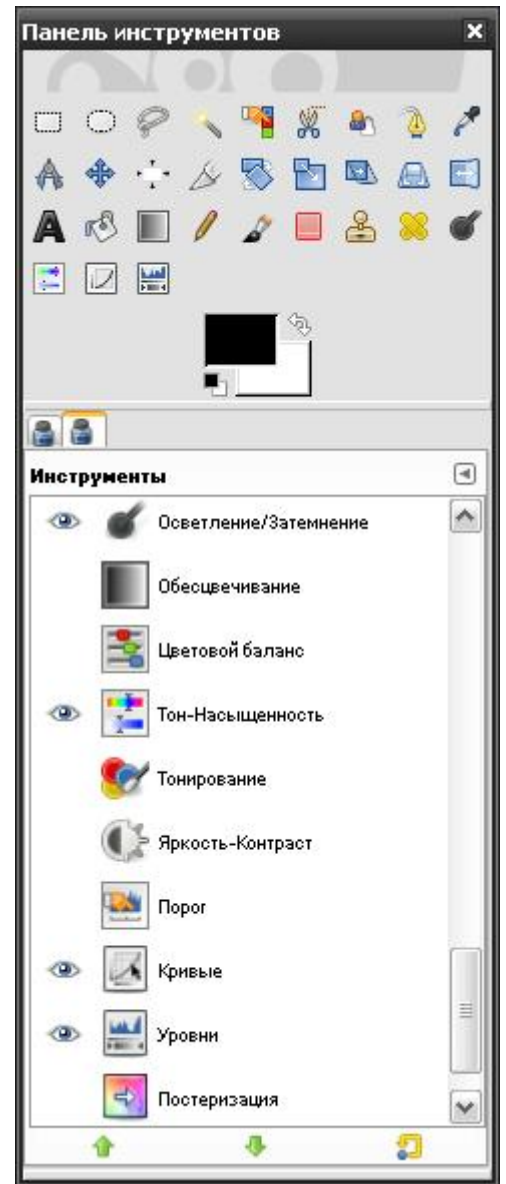 Панель инструментов
Инструменты
Осветление/Затемнение
Обесцвечивание
Цветовой баланс
Тон-Насыщенность
Тонирование
Яркость-Контраст
Порог
Кривые
Уровни
Постеризация